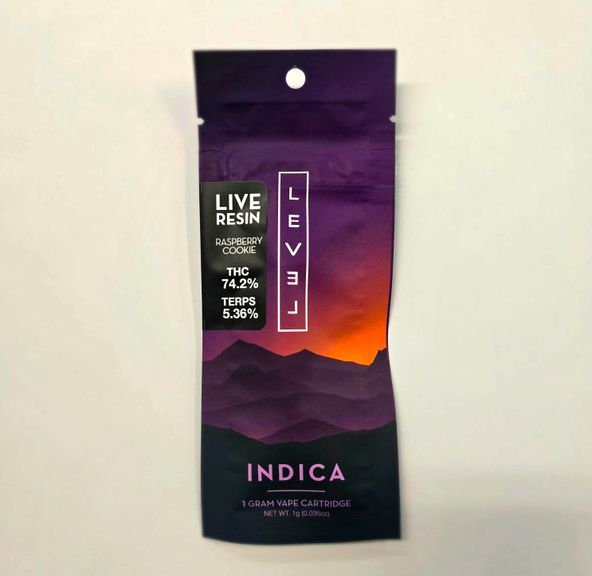 LIVE
RESIN
RASPBERRY
COOKIE
THC
74.2%
TERPS
5.36%
LEVEL
INDICA
1 GRAM VAPE CARTRIDGE
NET WT. 1g (0.035oz)